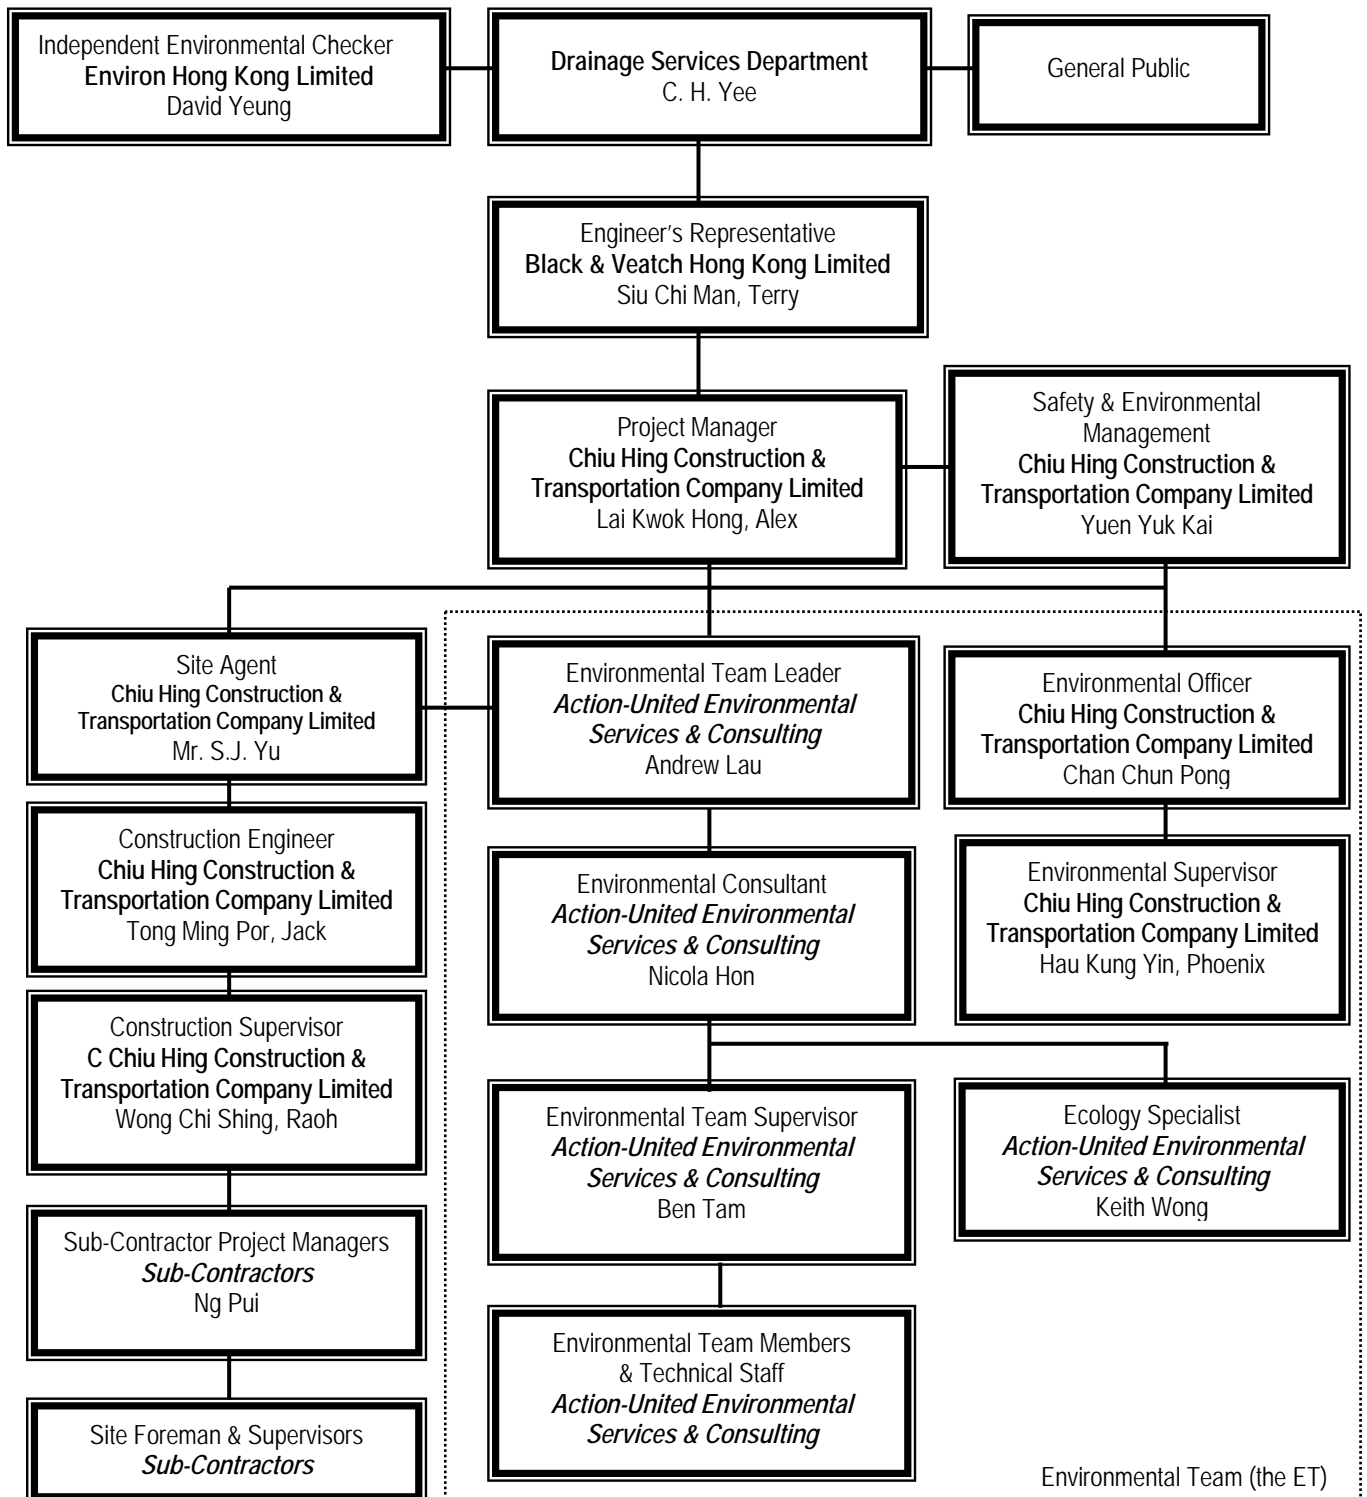 Independent Environmental Checker
Environ Hong Kong Limited
David Yeung
Drainage Services Department
C. H. Yee
General Public
Engineer's Representative
Black & Veatch Hong Kong Limited
Siu Chi Man, Terry
Project Manager
Chiu Hing Construction &
Transportation Company Limited
Lai Kwok Hong, Alex
Safety & Environmental
Management
Chiu Hing Construction &
Transportation Company Limited
Yuen Yuk Kai
Site Agent
Chiu Hing Construction &
Transportation Company Limited
Mr. S.J. Yu
Environmental Team Leader
Action-United Environmental
Services & Consulting
Andrew Lau
Environmental Officer
Chiu Hing Construction &
Transportation Company Limited
Chan Chun Pong
Construction Engineer
Chiu Hing Construction &
Transportation Company Limited
Tong Ming Por, Jack
Environmental Consultant
Action-United Environmental
Services & Consulting
Nicola Hon
Environmental Supervisor
Chiu Hing Construction &
Transportation Company Limited
Hau Kung Yin, Phoenix
Construction Supervisor
C Chiu Hing Construction &
Transportation Company Limited
Wong Chi Shing, Raoh
Environmental Team Supervisor
Action-United Environmental
Services & Consulting
Ben Tam
Ecology Specialist
Action-United Environmental
Services & Consulting
Keith Wong
Sub-Contractor Project Managers
Sub-Contractors
Ng Pui
Environmental Team Members
& Technical Staff
Action-United Environmental
Services & Consulting
Site Foreman & Supervisors
Sub-Contractors
Environmental Team (the ET)